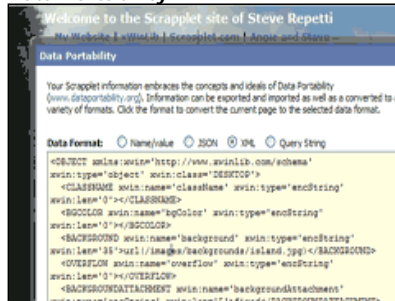 Welcome to the Scrapplet site of Steve Repetti
My Website | xWinLib | Scrapplet.com | Angie and Steve
Data Portability
Your Scrapplet information embraces the concepts and ideals of Data Portability
(www.dataportability.org). Information can be exported and imported as well as a converted to a
variety of formats. Click the format to convert the current page to the selected data format.
Data Format: Name/value JSON XML Query String
<OBJECT xmlns:xwin='http://www.xwinlib.com/schema'
xwin:type='object' xwin:class='DESKTOP'>
<CLASSNAME xwin:name='className' xwin:type='encString'
xwin:len='0'></CLASSNAME>
<BGCOLOR xwin:name='bgColor' xwin:type='encString'
xwin:len='0'></BGCOLOR>
<BACKGROUND xwin:name='background' xwin:type='encString'
xwin:len='35'>url(/images/backgrounds/island.jpg)</BACKGROUND>
<OVERFLOW xwin:name='overflow' xwin:type='encString'
xwin:len='0'></OVERFLOW>
<BACKGROUNDATTACHMENT xwin:name='backgroundAttachment'